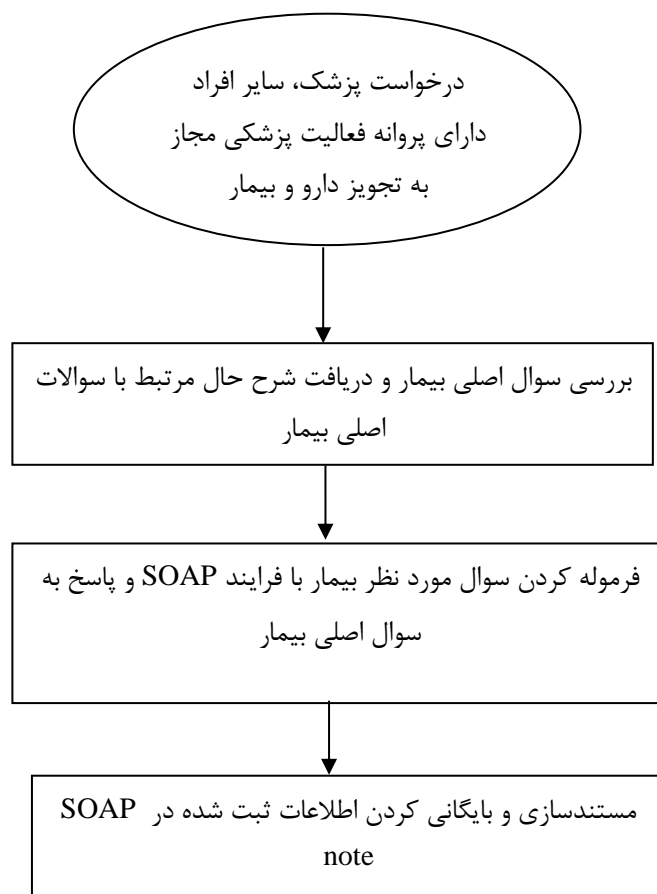 درخواست پزشک، سایر افراد
دارای پروانه فعالیت پزشکی مجاز
به تجویز دارو و بیمار
بررسی سوال اصلی بیمار و دریافت شرح حال مرتبط با سوالات
اصلی بیمار
فرموله کردن سوال مورد نظر بیمار با فرایند SOAP و پاسخ به
سوال اصلی بیمار
مستندسازی و بایگانی کردن اطلاعات ثبت شده در SOAP
note